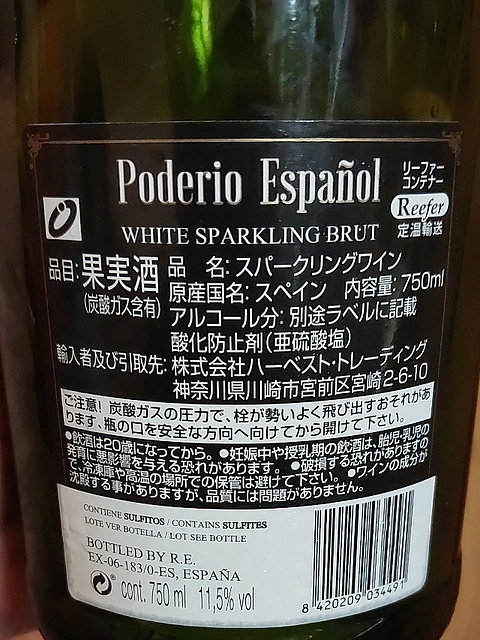 Poderio Español
リーファー
コンテナー
Reefer
定温輸送
WHITE SPARKLING BRUT
品目:果実酒
(炭酸ガス含有)
品 名:スパークリングワイン
原産国名:スペイン 内容量:750ml
アルコール分:別途ラベルに記載
酸化防止剤(亜硫酸塩)
輸入者及び引取先:株式会社ハーベスト・トレーディング
神奈川県川崎市宮前区宮崎2-6-10
ご注意!炭酸ガスの圧力で、栓が勢いよく飛び出すおそれがあ
ります、瓶の口を安全な方向へ向けてから開けて下さい。
●飲酒は20歳になってから。●妊娠中や授乳期の飲酒は、胎児・乳児の
発育に悪影響を与える恐れがあります。●破損する恐れがありますの
で、冷凍庫や高温の場所での保管は避けて下さい。●ワインの成分が
沈殿する事がありますが、品質には問題がありません。
CONTIENE SULFITOS / CONTAINS SULFITES
LOTE VER BOTELLA / LOT SEE BOTTLE
BOTTLED BY R.E.
EX-06-183/0-ES, ESPAÑA
cont. 750 ml 11,5% vol
8 420209 034491